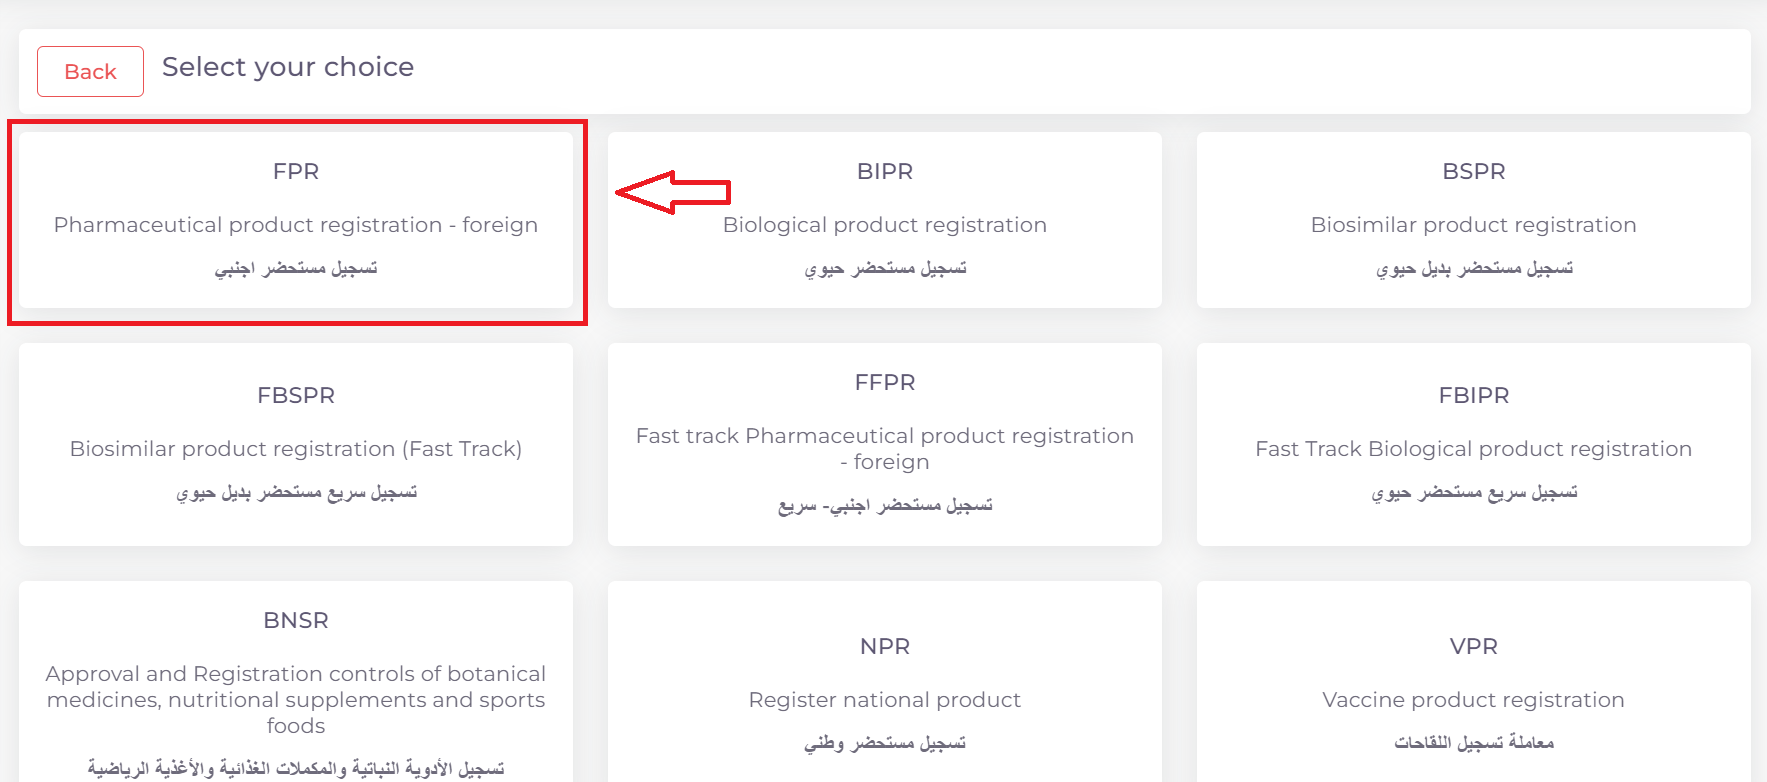 Back
Select your choice
FPR
Pharmaceutical product registration - foreign
تسجيل مستحضر اجنبي
BIPR
Biological product registration
تسجيل مستحضر حيوي
BSPR
Biosimilar product registration
تسجيل مستحضر بديل حيوي
FBSPR
Biosimilar product registration (Fast Track)
تسجيل سريع مستحضر بديل حيوي
FFPR
Fast track Pharmaceutical product registration
- foreign
تسجيل مستحضر اجنبي- سريع
FBIPR
Fast Track Biological product registration
تسجيل سريع مستحضر حيوي
BNSR
Approval and Registration controls of botanical
medicines, nutritional supplements and sports
foods
تسجيل الأدوية النباتية والمكملات الغذائية والأغذية الرياضية
NPR
Register national product
تسجيل مستحضر وطني
VPR
Vaccine product registration
معاملة تسجيل اللقاحات